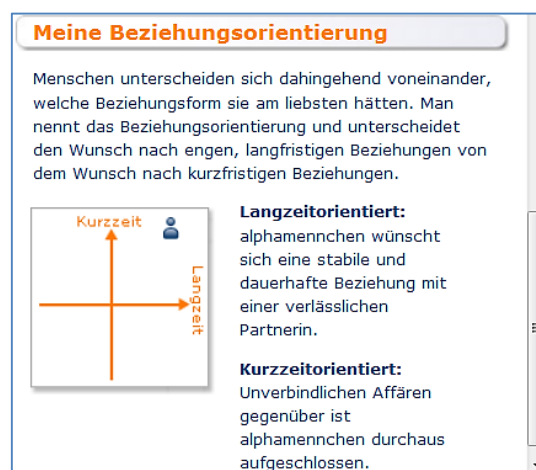 Meine Beziehungsorientierung
Menschen unterscheiden sich dahingehend voneinander,
welche Beziehungsform sie am liebsten hätten. Man
nennt das Beziehungsorientierung und unterscheidet
den Wunsch nach engen, langfristigen Beziehungen von
dem Wunsch nach kurzfristigen Beziehungen.
Kurzzeit
Langzeit
Langzeitorientiert:
alphamennchen wünscht
sich eine stabile und
dauerhafte Beziehung mit
einer verlässlichen
Partnerin.
Kurzzeitorientiert:
Unverbindlichen Affären
gegenüber ist
alphamennchen durchaus
aufgeschlossen.